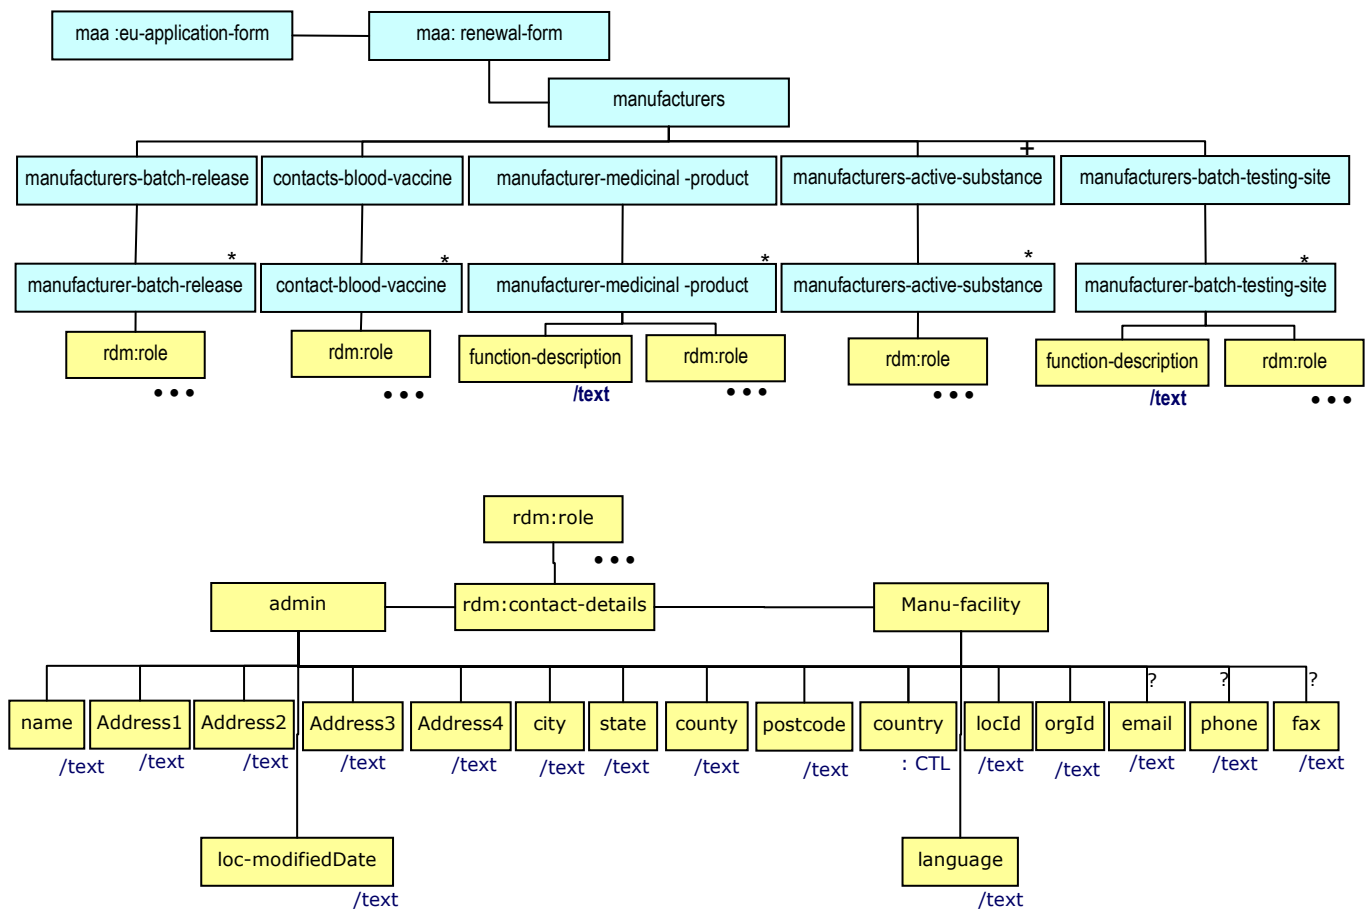 maa :eu-application-form
maa: renewal-form
manufacturers
+
manufacturers-batch-release
contacts-blood-vaccine
manufacturer-medicinal -product
manufacturers-active-substance
manufacturers-batch-testing-site
* * * * *
manufacturer-batch-release
contact-blood-vaccine
manufacturer-medicinal -product
manufacturers-active-substance
manufacturer-batch-testing-site
rdm:role
rdm:role
function-description
rdm:role
rdm:role
function-description
rdm:role
•••
•••
/text
•••
•••
/text
•••
rdm:role
•••
admin
rdm:contact-details
Manu-facility
? ? ?
name
Address1
Address2
Address3
Address4
city
state
county
postcode
country
locId
orgId
email
phone
fax
/text
/text
/text
/text
/text
/text
/text
/text
/text
: CTL
/text
/text
/text
/text
/text
loc-modifiedDate
language
/text
/text